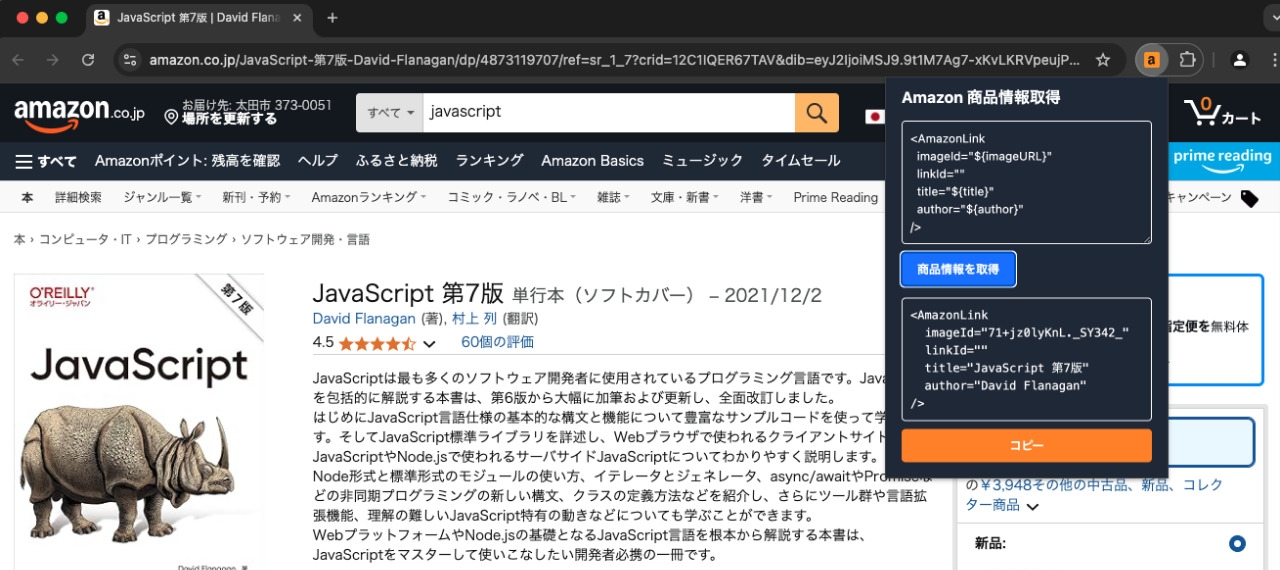 JavaScript 第7版 | David Flana
amazon.co.jp/JavaScript-第7版-David-Flanagan/dp/4873119707/ref=sr_1_7?crid=12C1IQER67TAV&dib=eyJ2IjoiMSJ9.9t1M7Ag7-xKvLKRVpeujP...
amazon.co.jp
お届け先: 太田市 373-0051
場所を更新する
すべて
javascript
0
カート
すべて Amazonポイント: 残高を確認 ヘルプ ふるさと納税 ランキング Amazon Basics ミュージック タイムセール
prime reading
本 詳細検索 ジャンル一覧 新刊・予約 Amazonランキング コミック・ラノベ・BL 雑誌 文庫・新書 洋書 Prime Reading
キャンペーン
本 › コンピュータ・IT › プログラミング › ソフトウェア開発・言語
O'REILLY®
オライリー・ジャパン
第7版
JavaScript
David Flanagan 著
JavaScript 第7版 単行本（ソフトカバー） – 2021/12/2
David Flanagan (著), 村上 列 (翻訳)
4.5 60個の評価
JavaScriptは最も多くのソフトウェア開発者に使用されているプログラミング言語です。Java
を包括的に解説する本書は、第6版から大幅に加筆および更新し、全面改訂しました。
はじめにJavaScript言語仕様の基本的な構文と機能について豊富なサンプルコードを使って学
す。そしてJavaScript標準ライブラリを詳述し、Webブラウザで使われるクライアントサイト
JavaScriptやNode.jsで使われるサーバサイドJavaScriptについてわかりやすく説明します。
Node形式と標準形式のモジュールの使い方、イテレータとジェネレータ、async/awaitやPromiseな
どの非同期プログラミングの新しい構文、クラスの定義方法などを紹介し、さらにツール群や言語拡
張機能、理解の難しいJavaScript特有の動きなどについても学ぶことができます。
WebプラットフォームやNode.jsの基礎となるJavaScript言語を根本から解説する本書は、
JavaScriptをマスターして使いこなしたい開発者必携の一冊です。
Amazon 商品情報取得
<AmazonLink
imageId="${imageURL}"
linkId=""
title="${title}"
author="${author}"
/>
商品情報を取得
<AmazonLink
imageId="71+jz0lyKnL._SY342_"
linkId=""
title="JavaScript 第7版"
author="David Flanagan"
/>
コピー
指定便を無料体
の￥3,948その他の中古品、新品、コレク
ター商品
新品: